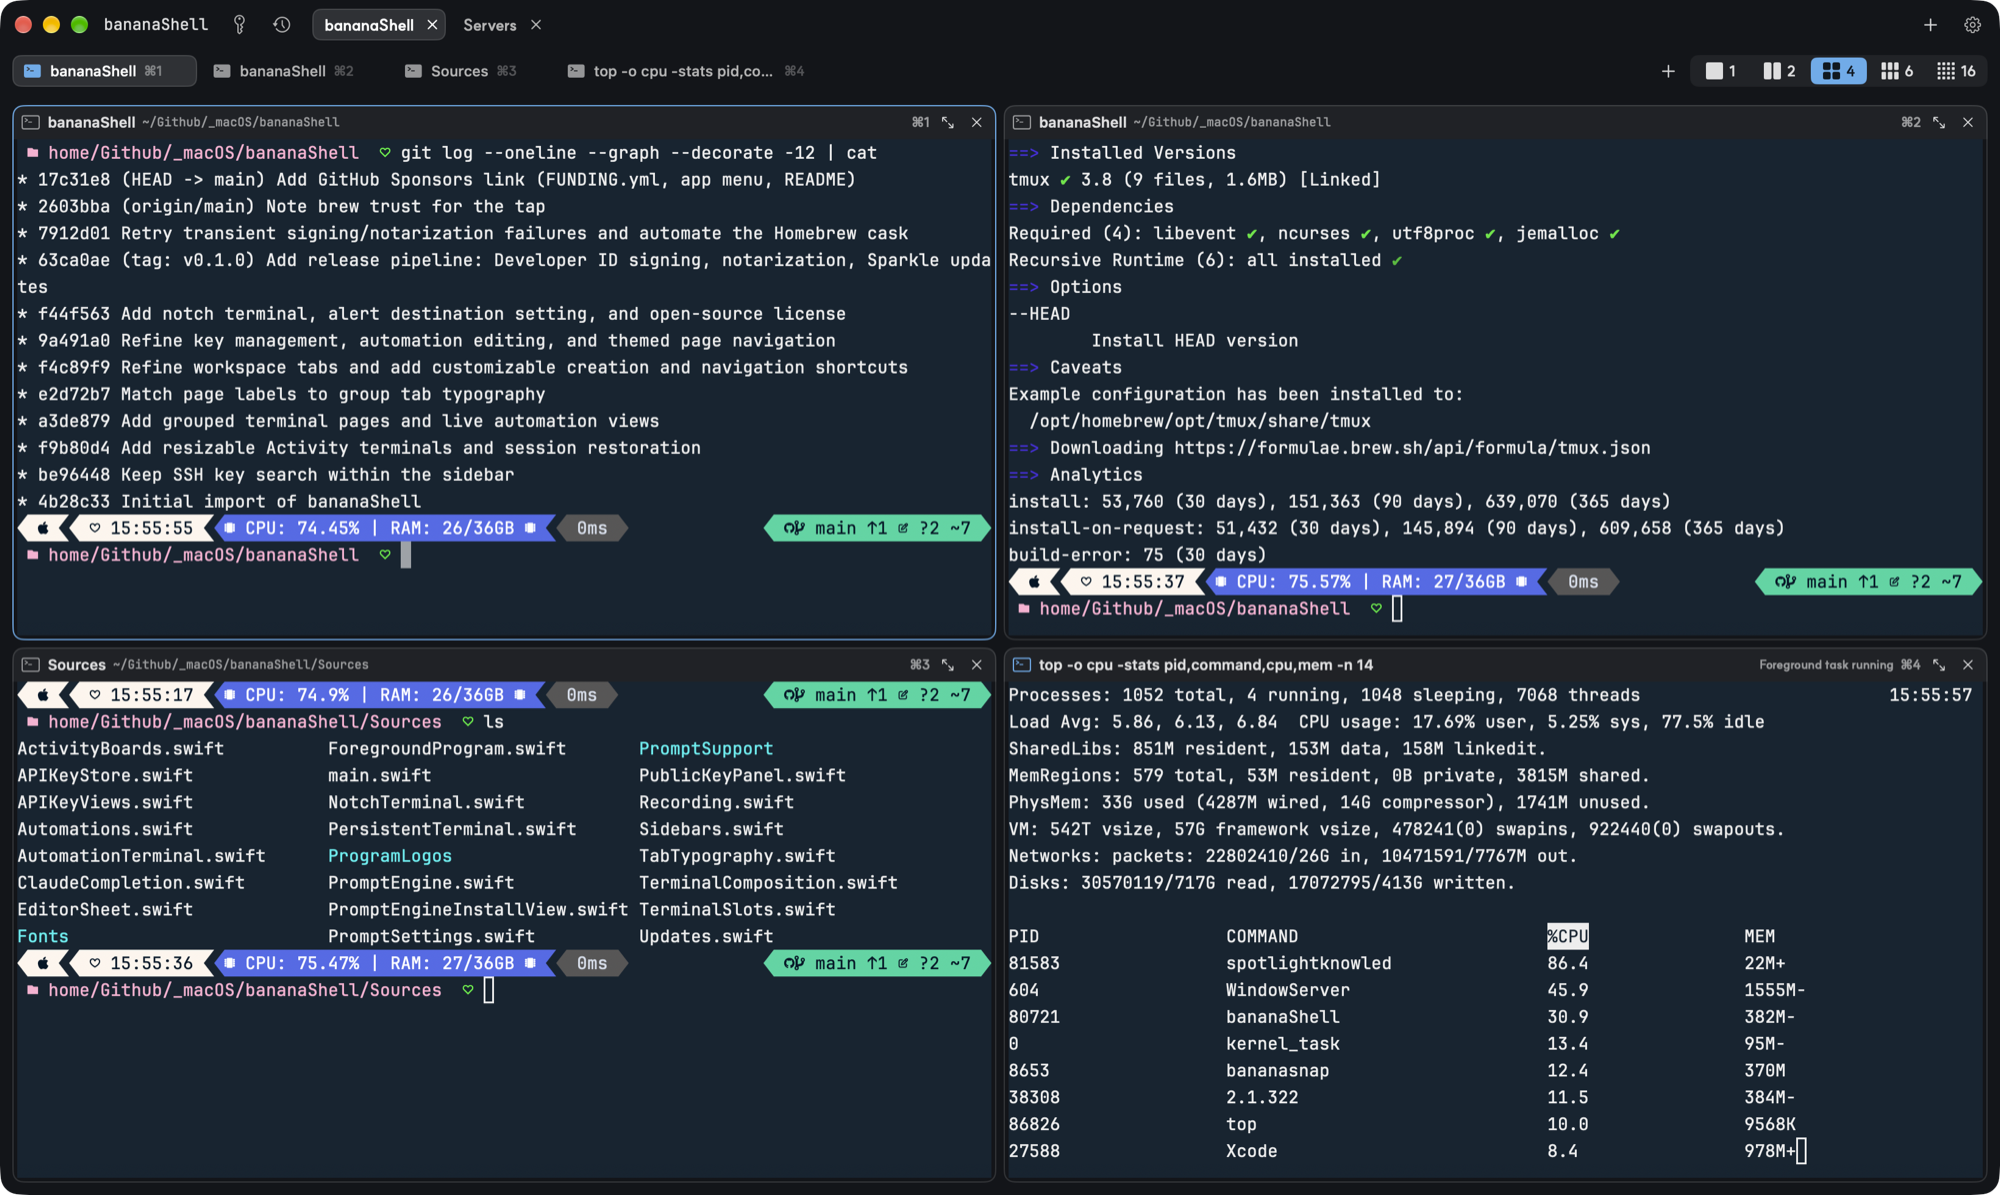 bananaShell
bananaShell ✕
Servers ✕
bananaShell ⌘1
bananaShell ⌘2
Sources ⌘3
top -o cpu -stats pid,co... ⌘4
1 2 4 6 16
bananaShell ~/Github/_macOS/bananaShell ⌘1
home/Github/_macOS/bananaShell ♡ git log --oneline --graph --decorate -12 | cat
* 17c31e8 (HEAD -> main) Add GitHub Sponsors link (FUNDING.yml, app menu, README)
* 2603bba (origin/main) Note brew trust for the tap
* 7912d01 Retry transient signing/notarization failures and automate the Homebrew cask
* 63ca0ae (tag: v0.1.0) Add release pipeline: Developer ID signing, notarization, Sparkle upda
tes
* f44f563 Add notch terminal, alert destination setting, and open-source license
* 9a491a0 Refine key management, automation editing, and themed page navigation
* f4c89f9 Refine workspace tabs and add customizable creation and navigation shortcuts
* e2d72b7 Match page labels to group tab typography
* a3de879 Add grouped terminal pages and live automation views
* f9b80d4 Add resizable Activity terminals and session restoration
* be96448 Keep SSH key search within the sidebar
* 4b28c33 Initial import of bananaShell
♡ 15:55:55 CPU: 74.45% | RAM: 26/36GB 0ms main ↑1 ?2 ~7
home/Github/_macOS/bananaShell ♡
bananaShell ~/Github/_macOS/bananaShell ⌘2
==> Installed Versions
tmux ✔ 3.8 (9 files, 1.6MB) [Linked]
==> Dependencies
Required (4): libevent ✔, ncurses ✔, utf8proc ✔, jemalloc ✔
Recursive Runtime (6): all installed ✔
==> Options
--HEAD
Install HEAD version
==> Caveats
Example configuration has been installed to:
/opt/homebrew/opt/tmux/share/tmux
==> Downloading https://formulae.brew.sh/api/formula/tmux.json
==> Analytics
install: 53,760 (30 days), 151,363 (90 days), 639,070 (365 days)
install-on-request: 51,432 (30 days), 145,894 (90 days), 609,658 (365 days)
build-error: 75 (30 days)
♡ 15:55:37 CPU: 75.57% | RAM: 27/36GB 0ms main ↑1 ?2 ~7
home/Github/_macOS/bananaShell ♡
Sources ~/Github/_macOS/bananaShell/Sources ⌘3
♡ 15:55:17 CPU: 74.9% | RAM: 26/36GB 0ms main ↑1 ?2 ~7
home/Github/_macOS/bananaShell/Sources ♡ ls
ActivityBoards.swift ForegroundProgram.swift PromptSupport
APIKeyStore.swift main.swift PublicKeyPanel.swift
APIKeyViews.swift NotchTerminal.swift Recording.swift
Automations.swift PersistentTerminal.swift Sidebars.swift
AutomationTerminal.swift ProgramLogos TabTypography.swift
ClaudeCompletion.swift PromptEngine.swift TerminalComposition.swift
EditorSheet.swift PromptEngineInstallView.swift TerminalSlots.swift
Fonts PromptSettings.swift Updates.swift
♡ 15:55:36 CPU: 75.47% | RAM: 27/36GB 0ms main ↑1 ?2 ~7
home/Github/_macOS/bananaShell/Sources ♡
top -o cpu -stats pid,command,cpu,mem -n 14 Foreground task running ⌘4
Processes: 1052 total, 4 running, 1048 sleeping, 7068 threads 15:55:57
Load Avg: 5.86, 6.13, 6.84 CPU usage: 17.69% user, 5.25% sys, 77.5% idle
SharedLibs: 851M resident, 153M data, 158M linkedit.
MemRegions: 579 total, 53M resident, 0B private, 3815M shared.
PhysMem: 33G used (4287M wired, 14G compressor), 1741M unused.
VM: 542T vsize, 57G framework vsize, 478241(0) swapins, 922440(0) swapouts.
Networks: packets: 22802410/26G in, 10471591/7767M out.
Disks: 30570119/717G read, 17072795/413G written.
PID COMMAND %CPU MEM
81583 spotlightknowled 86.4 22M+
604 WindowServer 45.9 1555M-
80721 bananaShell 30.9 382M-
0 kernel_task 13.4 95M-
8653 bananasnap 12.4 370M
38308 2.1.322 11.5 384M-
86826 top 10.0 9568K
27588 Xcode 8.4 978M+